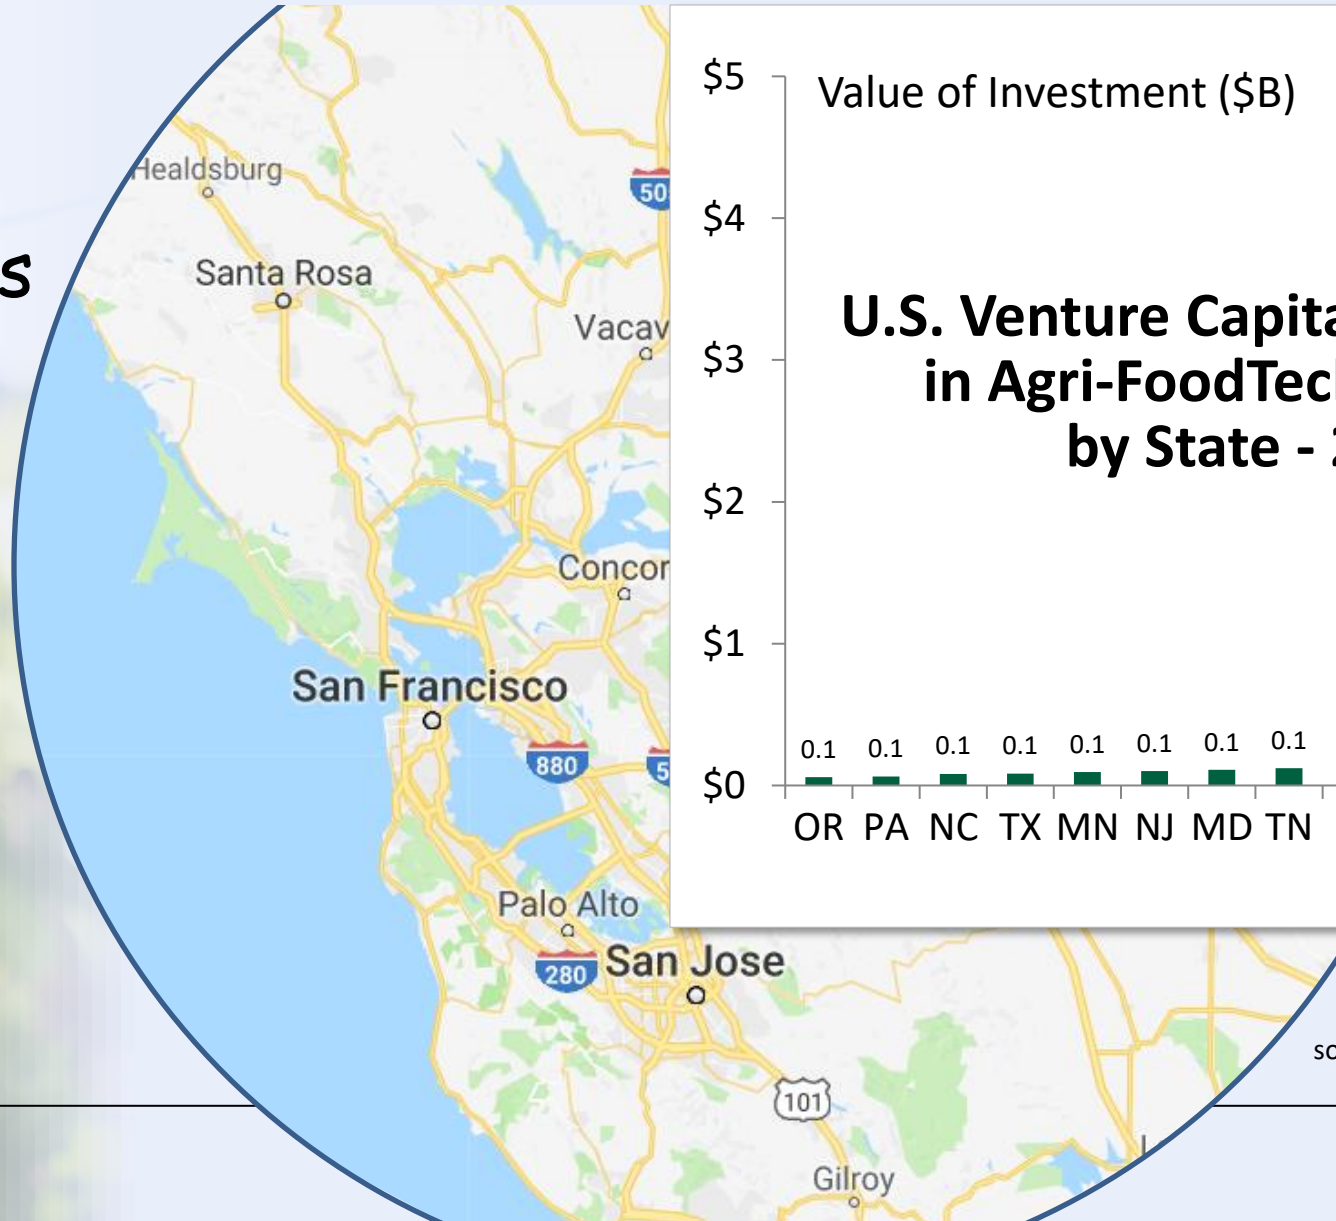 s
Healdsburg
Santa Rosa
50
Vacav
Concor
San Francisco
880
5
Palo Alto
280
San Jose
101
Gilroy
$5
Value of Investment ($B)
$4
$3
$2
$1
$0
U.S. Venture Capita
in Agri-FoodTec
by State -
0.1 0.1 0.1 0.1 0.1 0.1 0.1 0.1
OR PA NC TX MN NJ MD TN
so